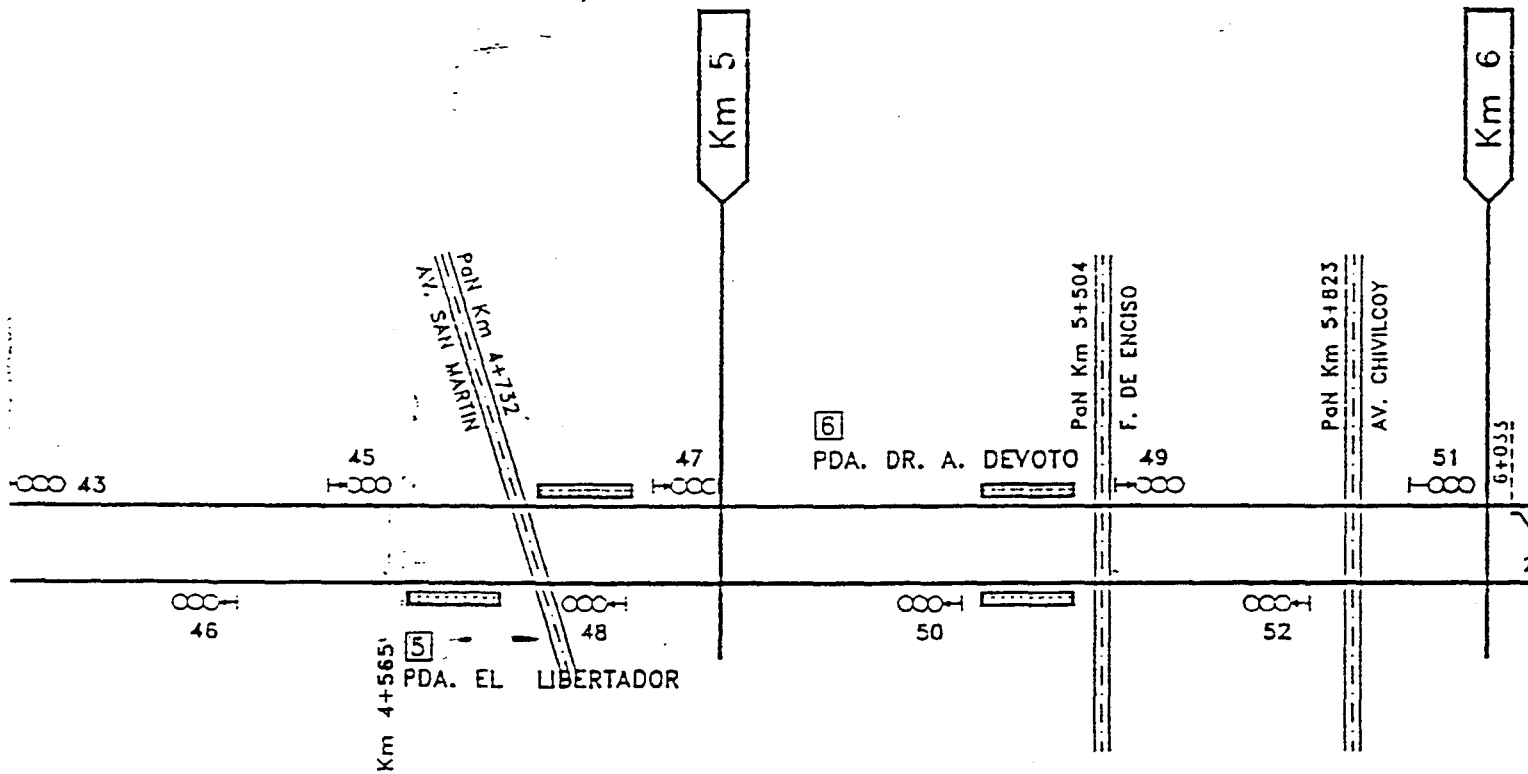 Km 5
Km 6
PaN Km 4+732
AV. SAN MARTIN
PaN Km 5+504
F. DE ENCISO
PaN Km 5+823
AV. CHIVILCOY
6
PDA. DR. A. DEVOTO
43
45
47
49
51
6+033
2
46
48
50
52
5
PDA. EL LIBERTADOR
Km 4+565